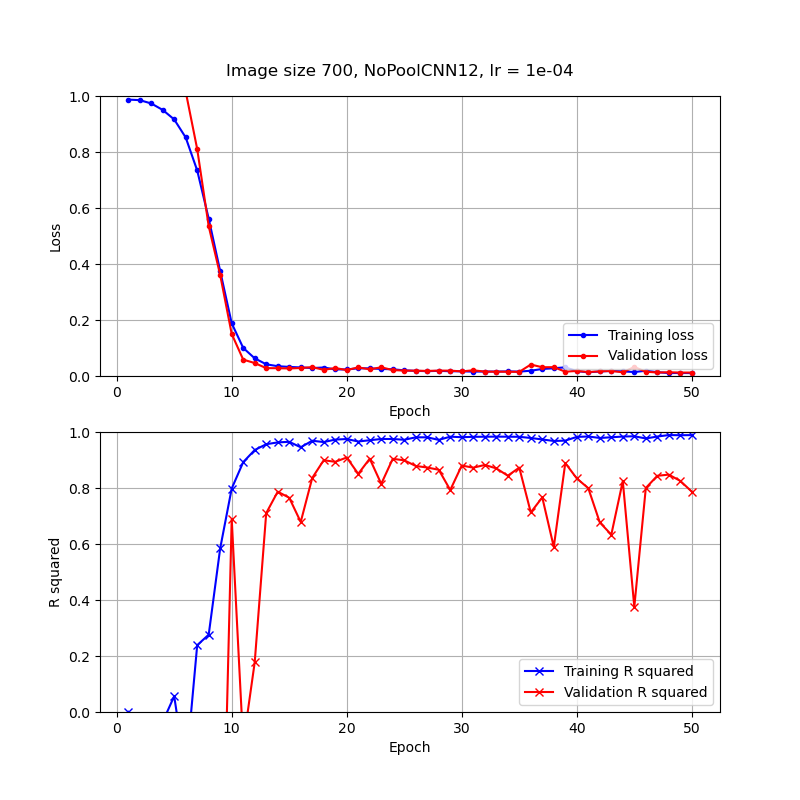 Image size 700, NoPoolCNN12, lr = 1e-04
1.0
0.8
0.6
0.4
0.2
0.0
Loss
0 10 20 30 40 50
Epoch
Training loss
Validation loss
1.0
0.8
0.6
0.4
0.2
0.0
R squared
0 10 20 30 40 50
Epoch
Training R squared
Validation R squared